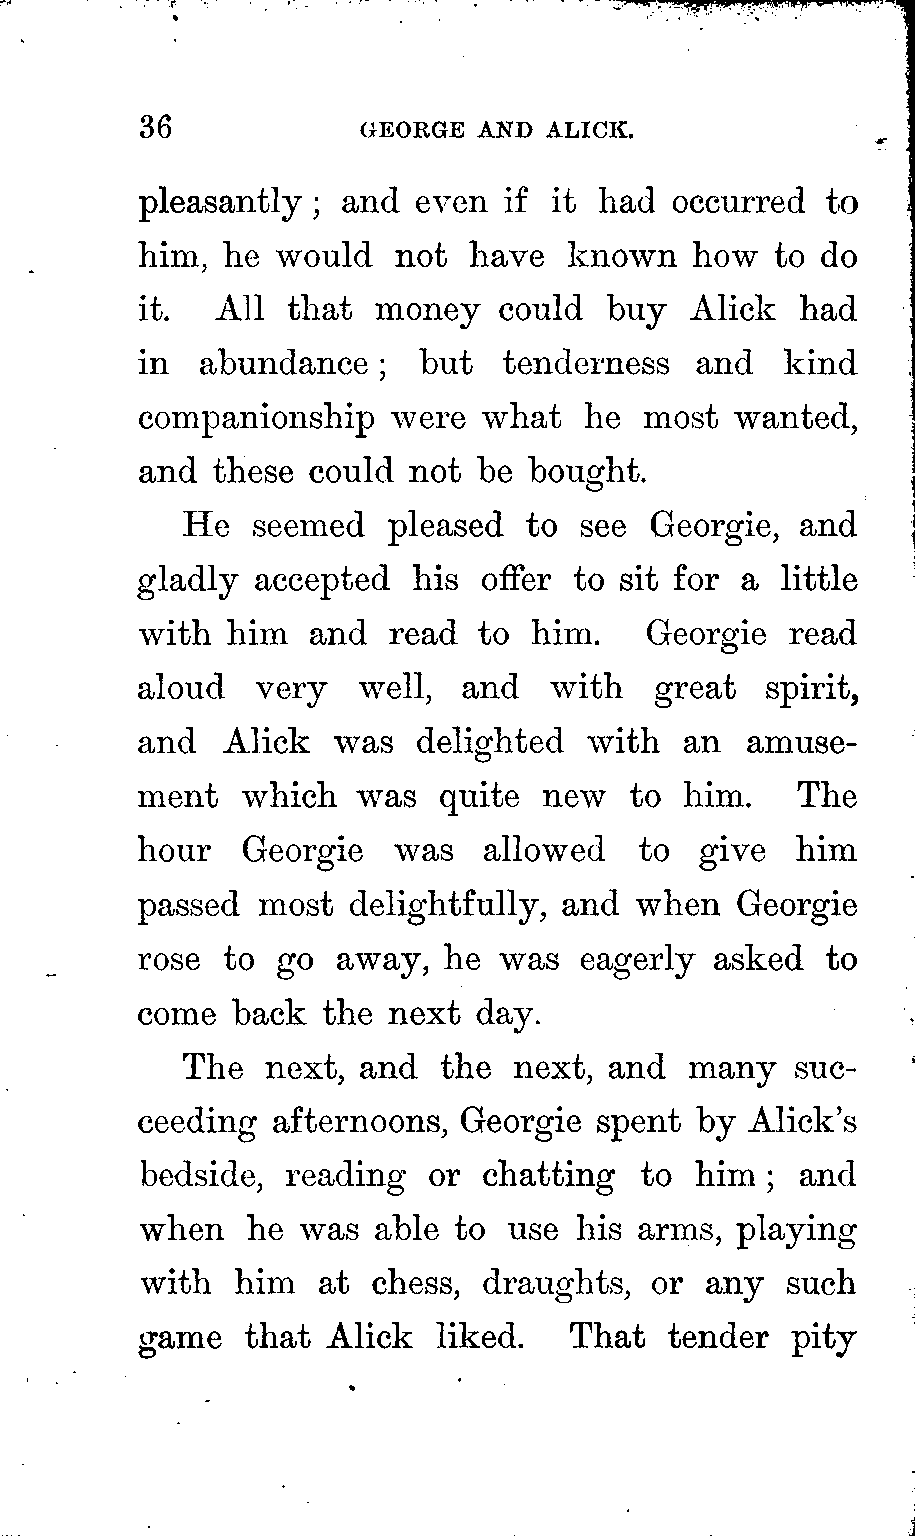 36 GEORGE AND ALICK.
pleasantly; and even if it had occurred to
him, he would not have known how to do
it. All that money could buy Alick had
in abundance; but tenderness and kind
companionship were what he most wanted,
and these could not be bought.
He seemed pleased to see Georgie, and
gladly accepted his offer to sit for a little
with him and read to him. Georgie read
aloud very well, and with great spirit,
and Alick was delighted with an amuse-
ment which was quite new to him. The
hour Georgie was allowed to give him
passed most delightfully, and when Georgie
rose to go away, he was eagerly asked to
come back the next day.
The next, and the next, and many suc-
ceeding afternoons, Georgie spent by Alick's
bedside, reading or chatting to him; and
when he was able to use his arms, playing
with him at chess, draughts, or any such
game that Alick liked. That tender pity